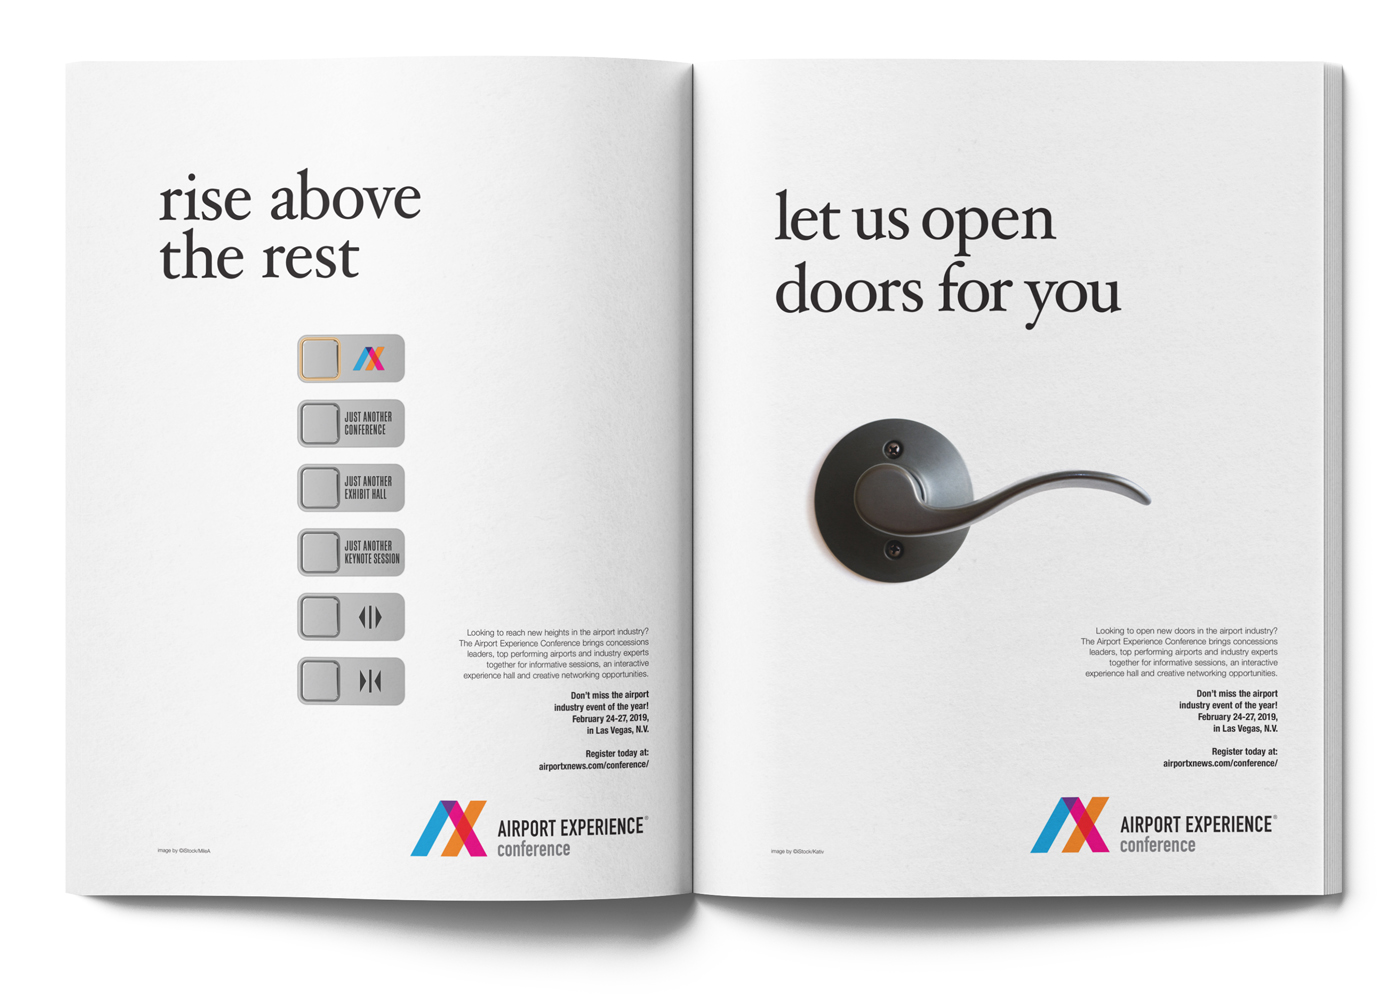 rise above
the rest
JUST ANOTHER
CONFERENCE
JUST ANOTHER
EXHIBIT HALL
JUST ANOTHER
KEYNOTE SESSION
Looking to reach new heights in the airport industry?
The Airport Experience Conference brings concessions
leaders, top performing airports and industry experts
together for informative sessions, an interactive
experience hall and creative networking opportunities.
Don't miss the airport
industry event of the year!
February 24-27, 2019,
in Las Vegas, N.V.
Register today at:
airportxnews.com/conference/
AIRPORT EXPERIENCE®
conference
image by ©iStock/MileA
let us open
doors for you
Looking to open new doors in the airport industry?
The Airport Experience Conference brings concessions
leaders, top performing airports and industry experts
together for informative sessions, an interactive
experience hall and creative networking opportunities.
Don't miss the airport
industry event of the year!
February 24-27, 2019,
in Las Vegas, N.V.
Register today at:
airportxnews.com/conference/
AIRPORT EXPERIENCE®
conference
image by ©iStock/Kativ